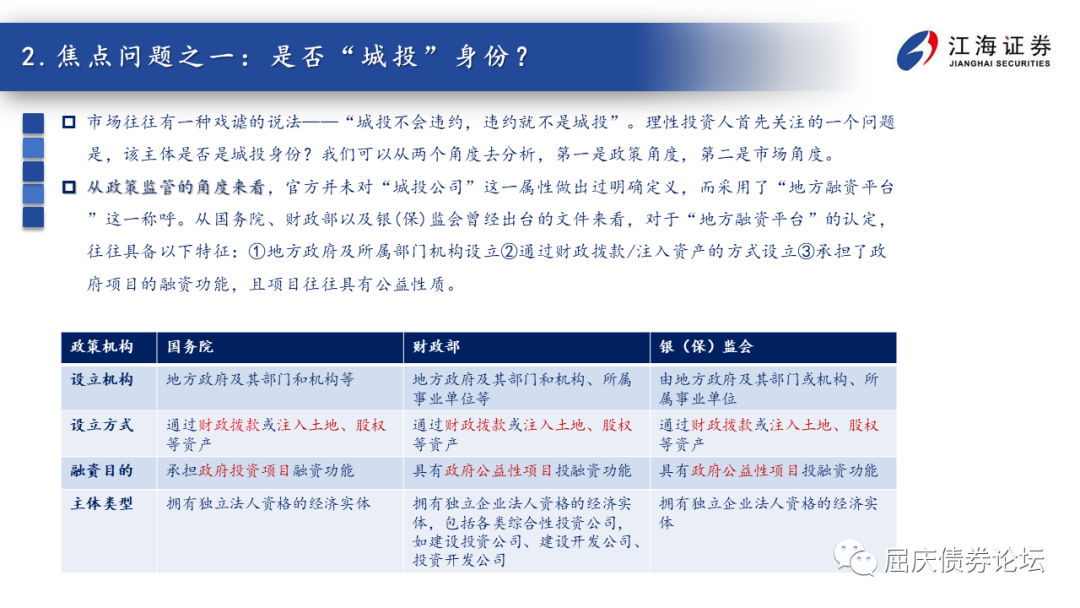 2. 焦点问题之一：是否“城投”身份？
江海证券
JIANGHAI SECURITIES
市场往往有一种戏谑的说法——“城投不会违约，违约就不是城投”。理性投资人首先关注的一个问题
是，该主体是否是城投身份？我们可以从两个角度去分析，第一是政策角度，第二是市场角度。
从政策监管的角度来看，官方并未对“城投公司”这一属性做出过明确定义，而采用了“地方融资平台
”这一称呼。从国务院、财政部以及银(保)监会曾经出台的文件来看，对于“地方融资平台”的认定，
往往具备以下特征：①地方政府及所属部门机构设立②通过财政拨款/注入资产的方式设立③承担了政
府项目的融资功能，且项目往往具有公益性质。
政策机构 国务院 财政部 银（保）监会
设立机构 地方政府及其部门和机构等 地方政府及其部门和机构、所属 由地方政府及其部门或机构、所
事业单位等 属事业单位
设立方式 通过财政拨款或注入土地、股权 通过财政拨款或注入土地、股权 通过财政拨款或注入土地、股权
等资产 等资产 等资产
融资目的 承担政府投资项目融资功能 具有政府公益性项目投融资功能 具有政府公益性项目投融资功能
主体类型 拥有独立法人资格的经济实体 拥有独立企业法人资格的经济实 拥有独立企业法人资格的经济实
体，包括各类综合性投资公司， 体
如建设投资公司、建设开发公司、
投资开发公司
屈庆债券论坛